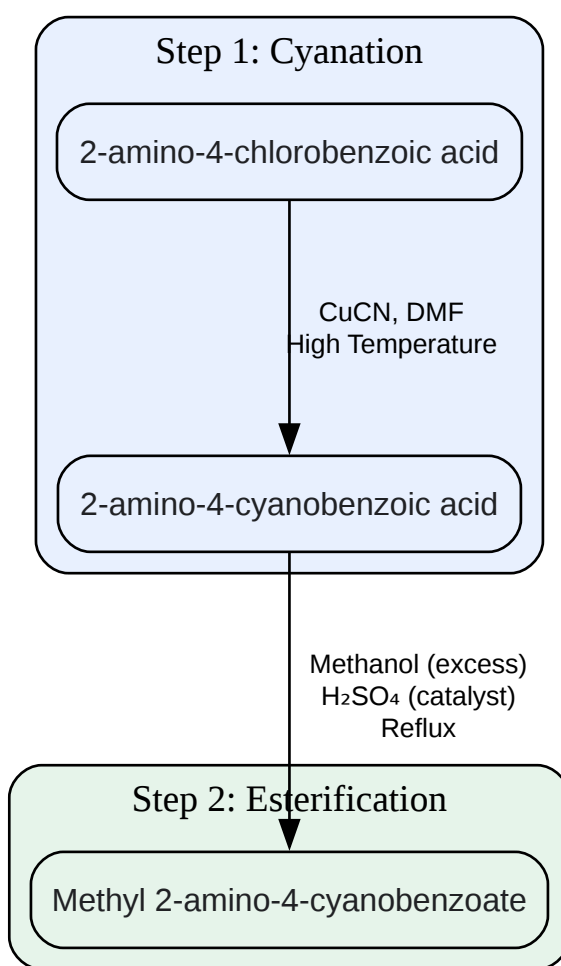 Step 1: Cyanation
2-amino-4-chlorobenzoic acid
CuCN, DMF
High Temperature
2-amino-4-cyanobenzoic acid
Methanol (excess)
H₂SO₄ (catalyst)
Reflux
Step 2: Esterification
Methyl 2-amino-4-cyanobenzoate